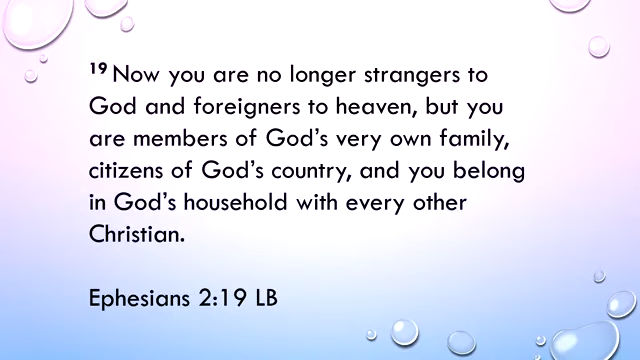 19 Now you are no longer strangers to
God and foreigners to heaven, but you
are members of God's very own family,
citizens of God's country, and you belong
in God's household with every other
Christian.
Ephesians 2:19 LB